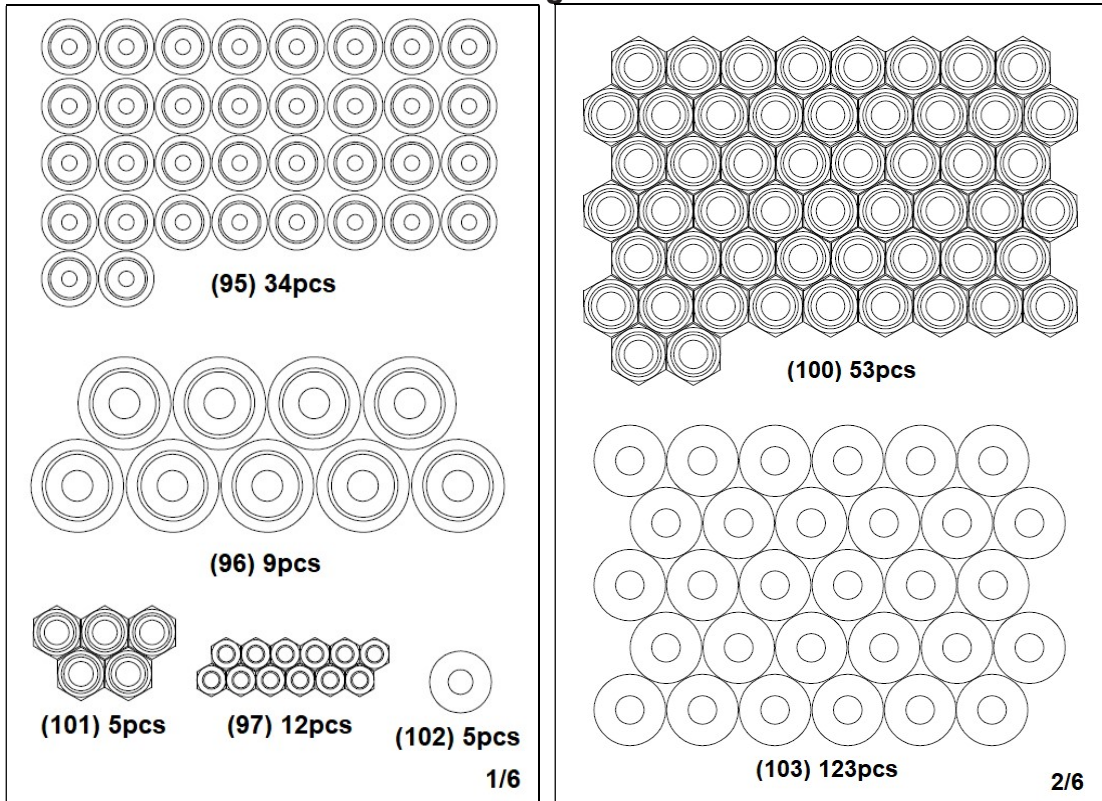 (95) 34pcs
(96) 9pcs
(101) 5pcs
(97) 12pcs
(102) 5pcs
1/6
(100) 53pcs
(103) 123pcs
2/6